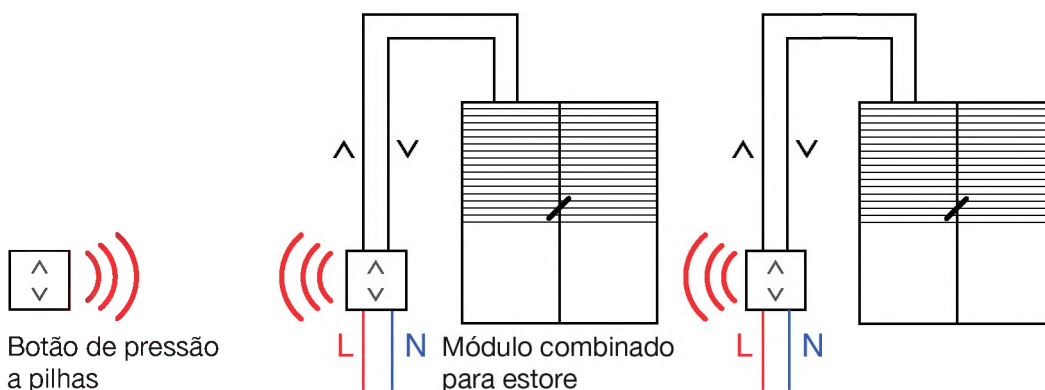 Botão de pressão
a pilhas
L
N
Módulo combinado
para estore
L
N